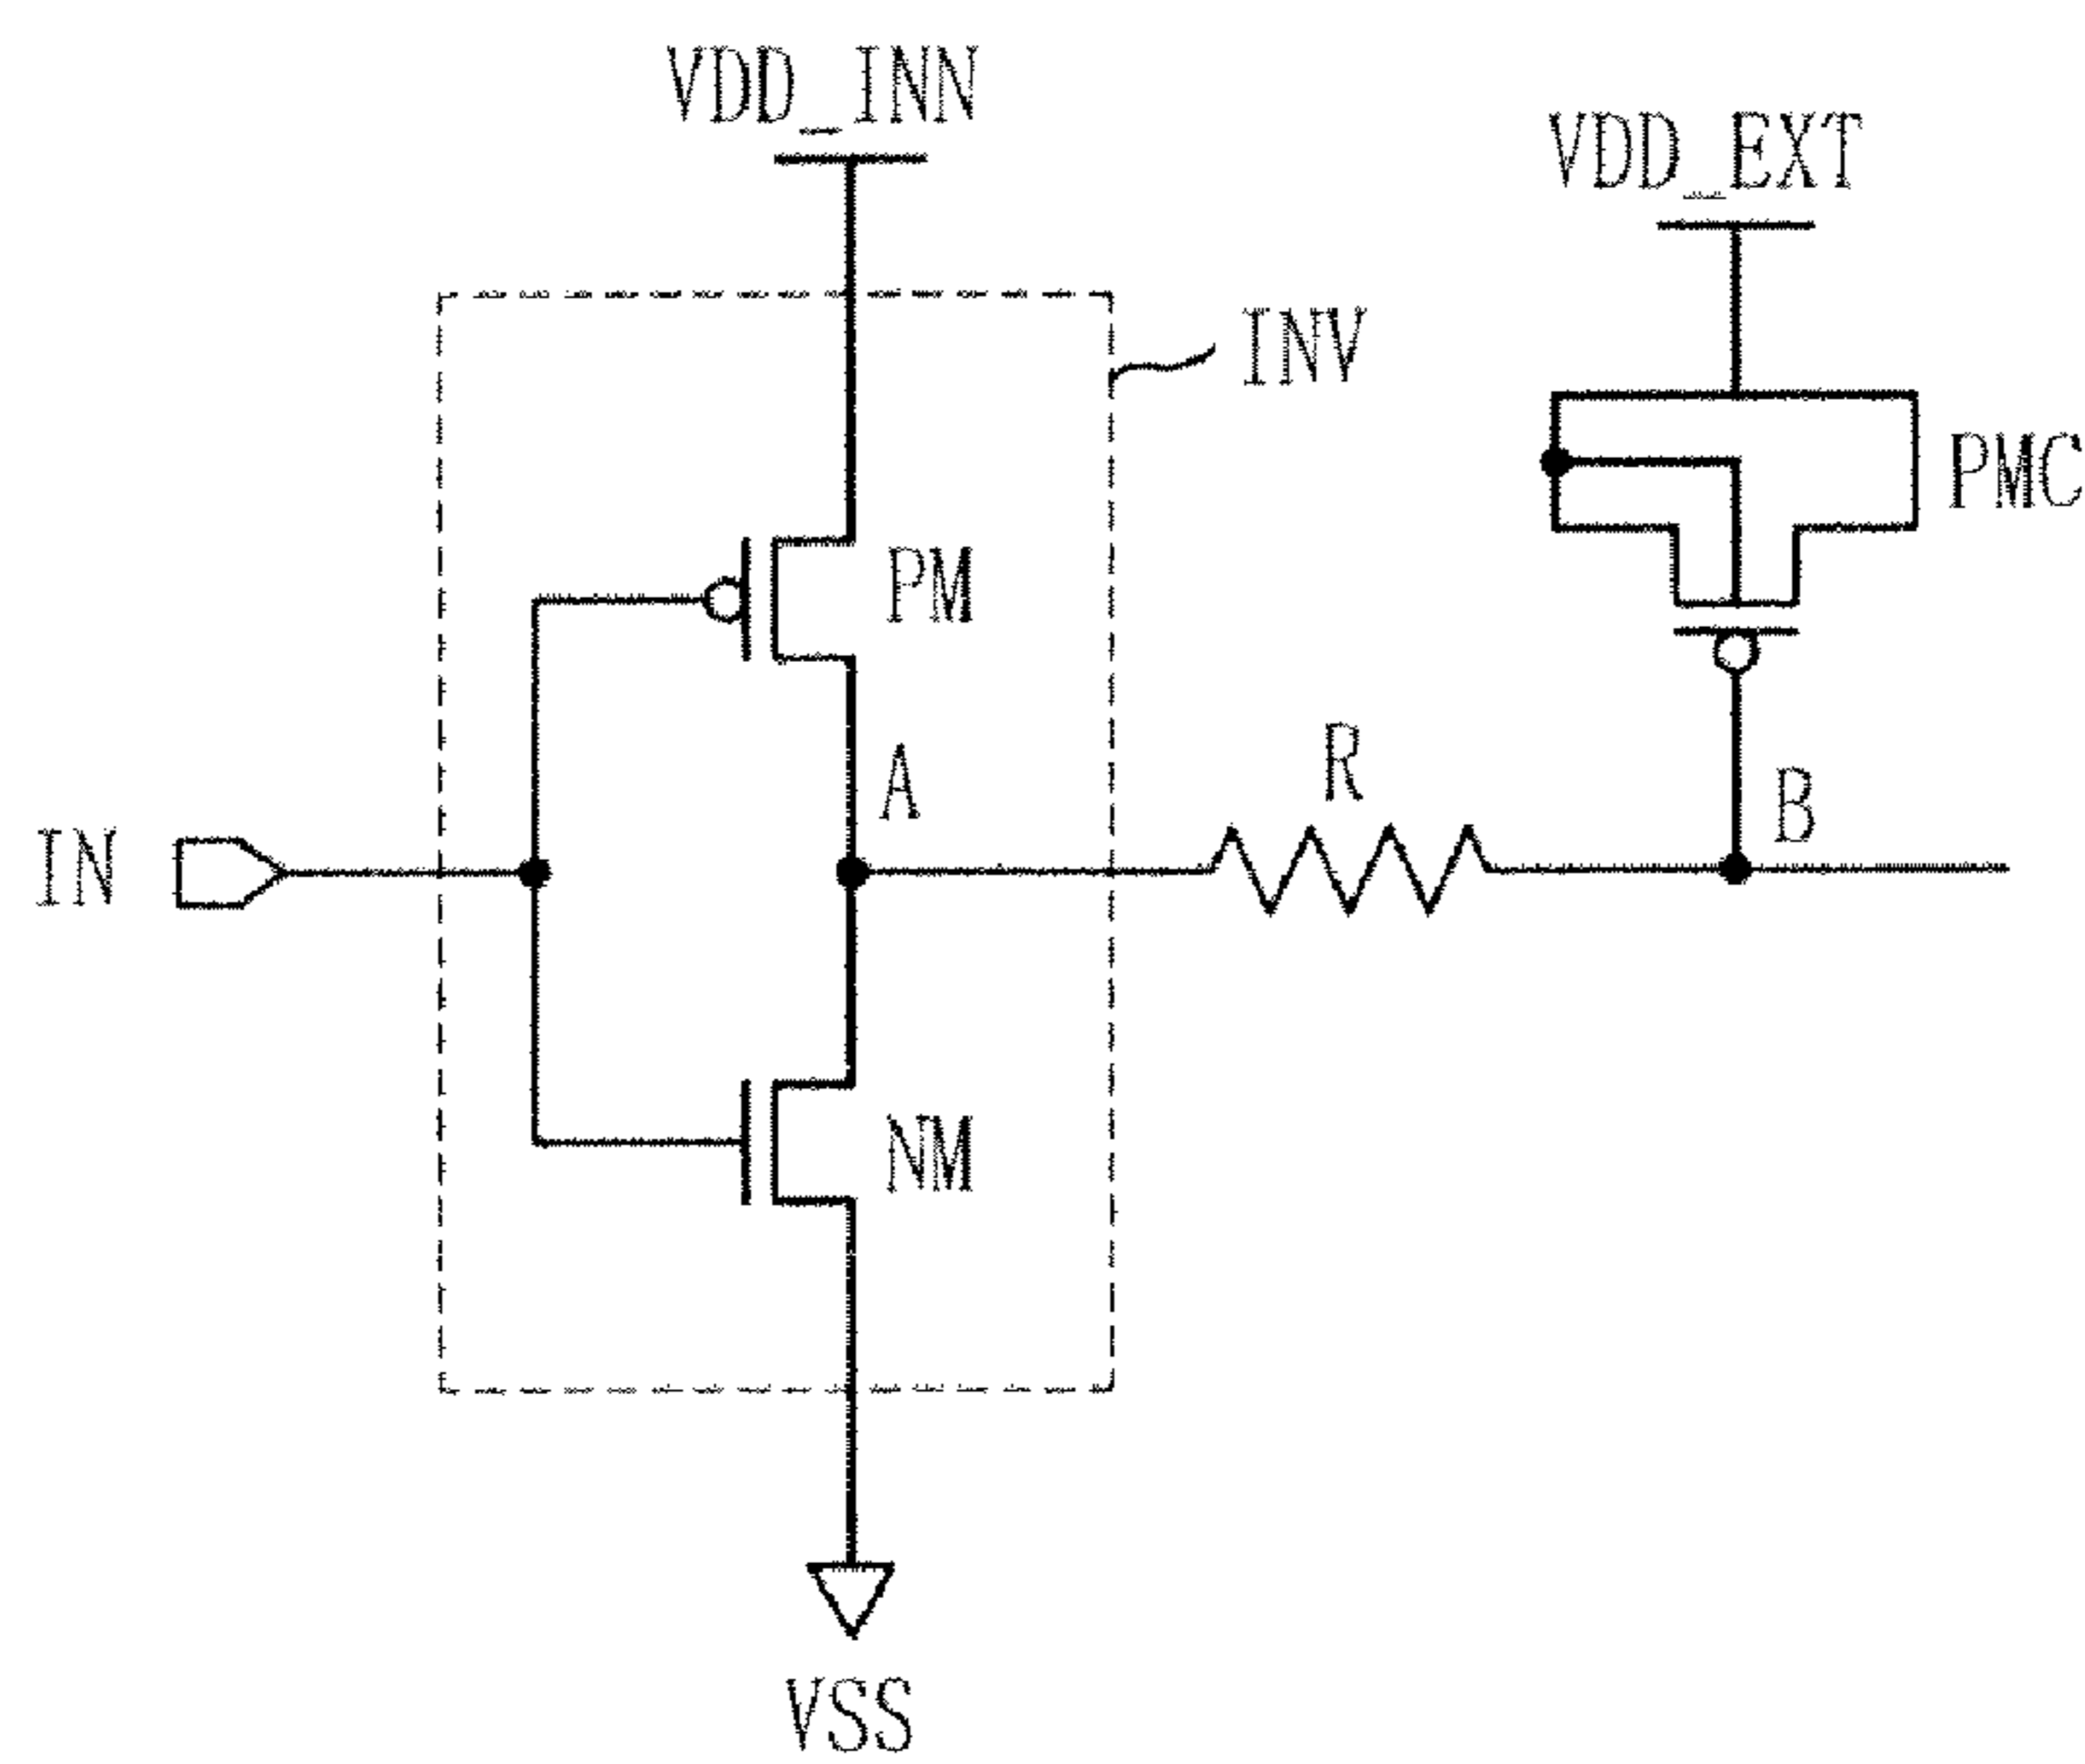 VDD_INN
VDD_EXT
INV
PMC
PM
A
R
B
IN
NM
VSS